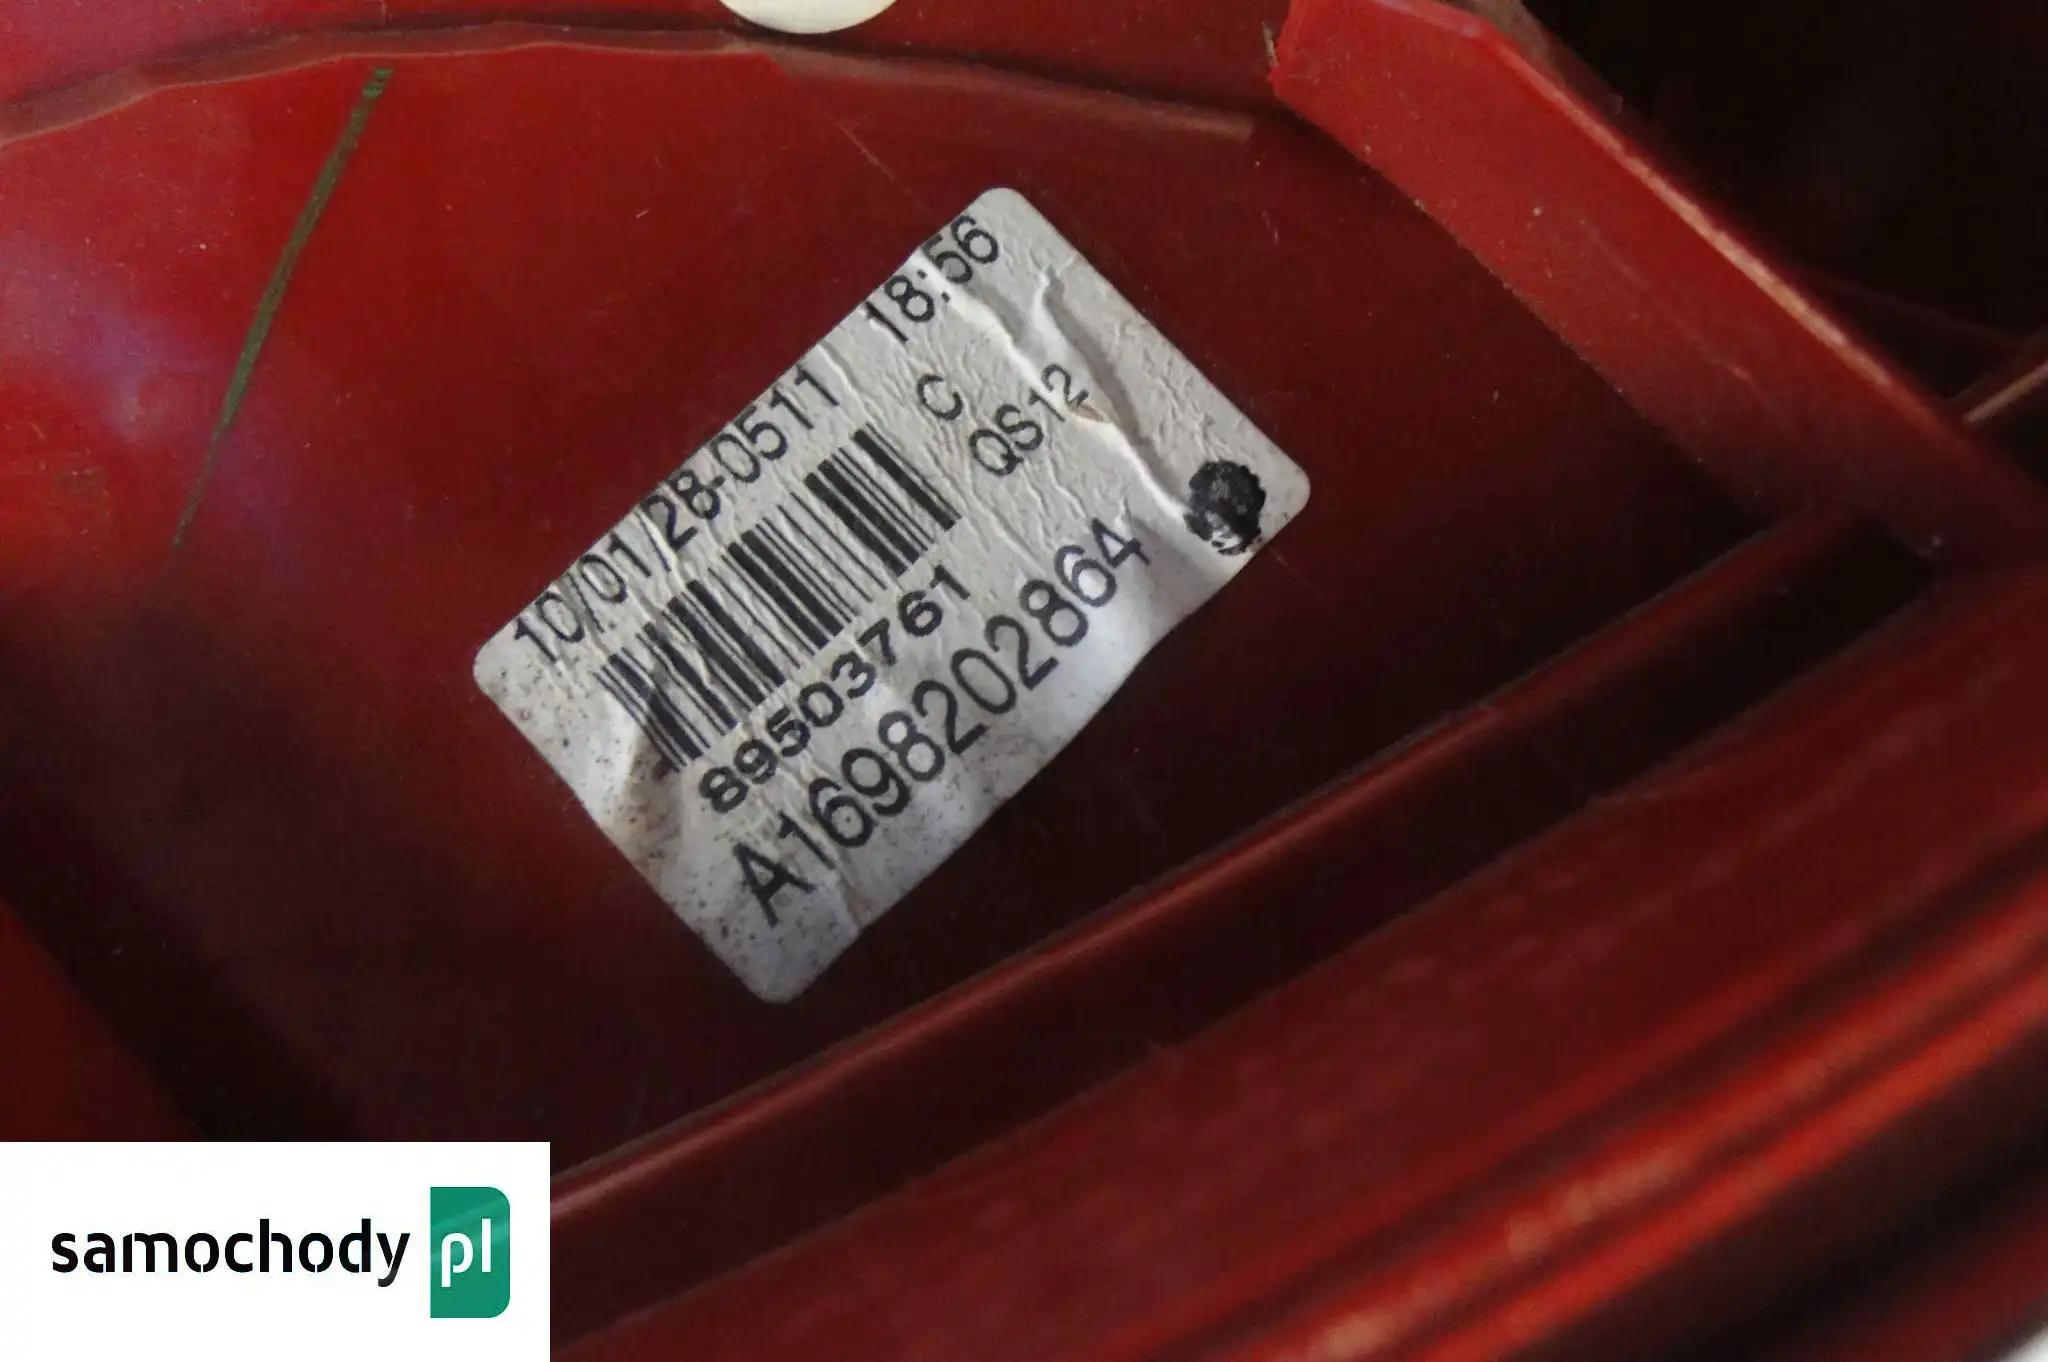 10/01/28-0511 18:56
C
QS12
89503761
A1698202864
samochody pl